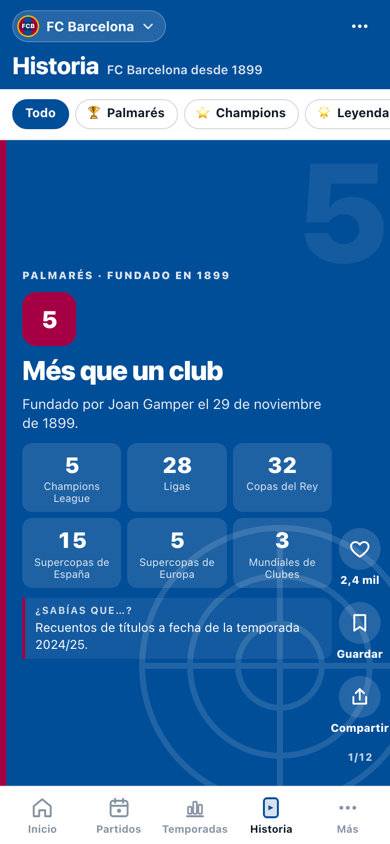 FCB FC Barcelona
Historia FC Barcelona desde 1899
Todo
Palmarés
Champions
Leyenda
5
PALMARÉS · FUNDADO EN 1899
5
Més que un club
Fundado por Joan Gamper el 29 de noviembre
de 1899.
5
Champions
League
28
Ligas
32
Copas del Rey
15
Supercopas de
España
5
Supercopas de
Europa
3
Mundiales de
Clubes
¿SABÍAS QUE…?
Recuentos de títulos a fecha de la temporada
2024/25.
2,4 mil
Guardar
Compartir
1/12
Inicio
Partidos
Temporadas
Historia
Más